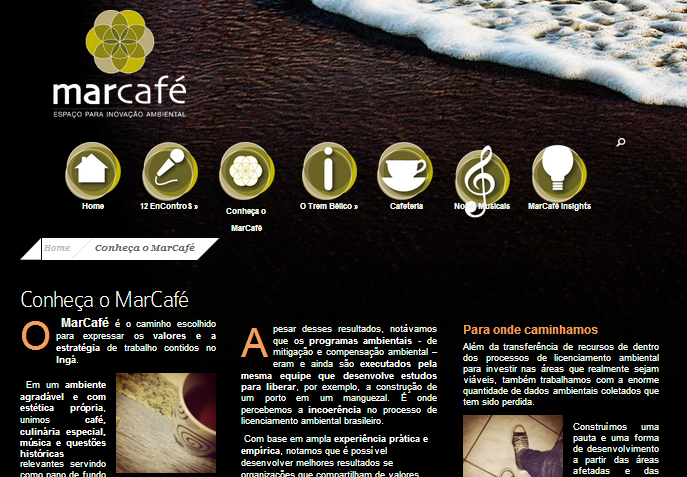 marcafé
ESPAÇO PARA INOVAÇÃO AMBIENTAL
Home
12 EnContro$ »
Conheça o
MarCafé
O Trem Bélico »
Cafeteria
Musicais
MarCafé Insights
Home
Conheça o MarCafé
Conheça o MarCafé
O MarCafé é o caminho escolhido
para expressar os valores e a
estratégia de trabalho contidos no
Ingá.
Em um ambiente
agradável e com
estética própria,
unimos café,
culinária especial,
música e questões
históricas
relevantes servindo
como pano de fundo
Apesar desses resultados, notávamos
que os programas ambientais - de
mitigação e compensação ambiental –
eram e ainda são executados pela
mesma equipe que desenvolve estudos
para liberar, por exemplo, a construção de
um porto em um manguezal. É onde
percebemos a incoerência no processo de
licenciamento ambiental brasileiro.
Com base em ampla experiência prática e
empírica, notamos que é possível
desenvolver melhores resultados se
organizações que compartilham de valores
Para onde caminhamos
Além da transferência de recursos de dentro
dos processos de licenciamento ambiental
para investir nas áreas que realmente sejam
viáveis, também trabalhamos com a enorme
quantidade de dados ambientais coletados que
tem sido perdida.
Construímos uma
pauta e uma forma
de desenvolvimento
a partir das áreas
afetadas e das